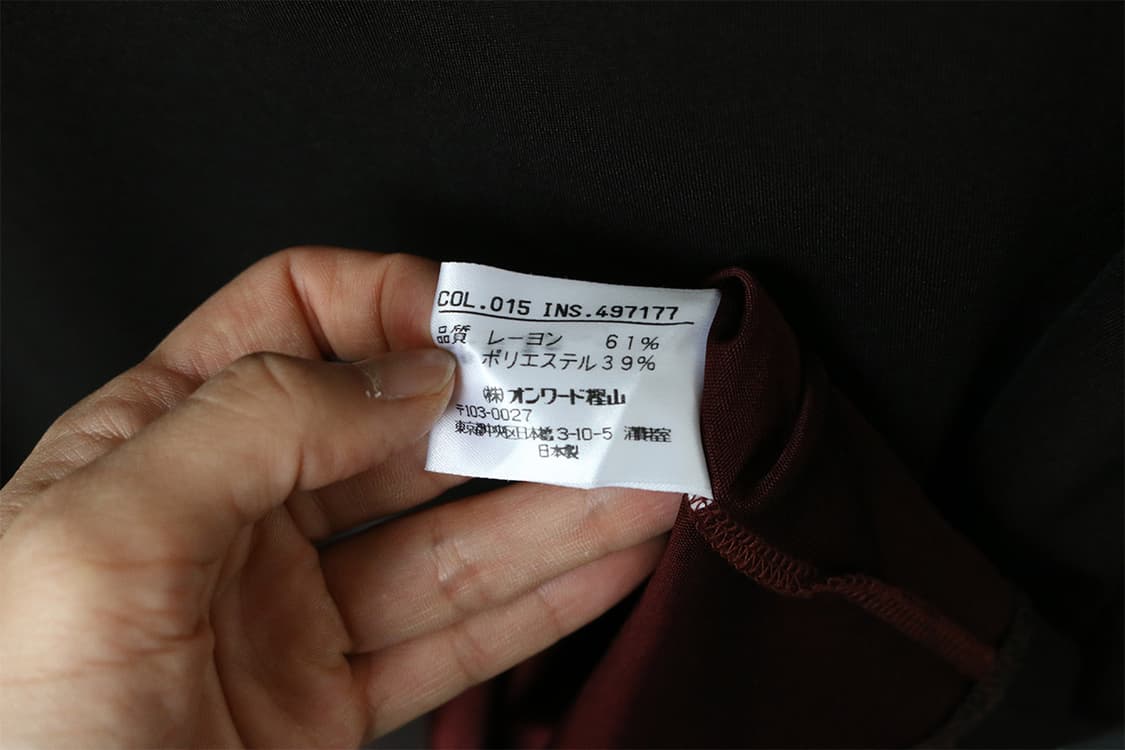 COL.015 INS.497177
品質 レーヨン 61%
ポリエステル39%
㈱オンワード樫山
〒103-0027
東京都中央区日本橋3-10-5 消費者室
日本製